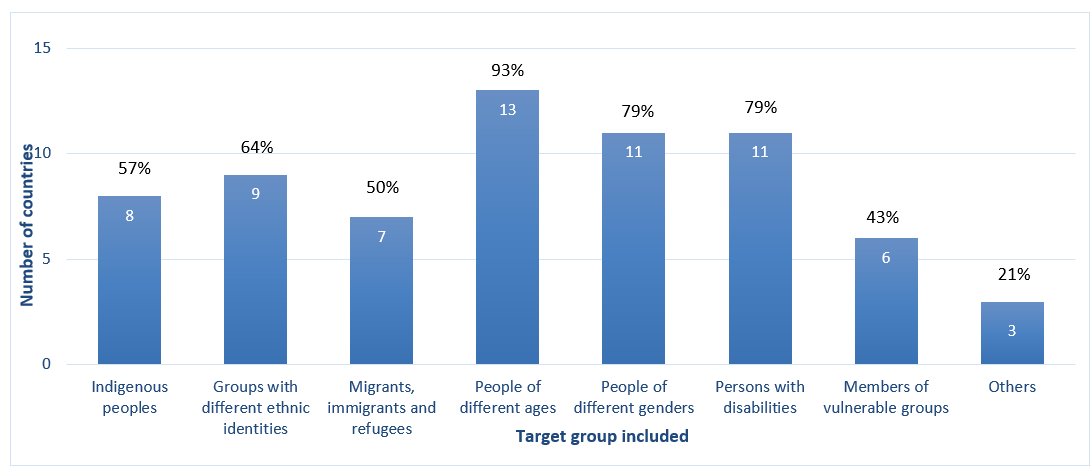 Number of countries
15
10
5
0
57%
64%
50%
93%
79%
79%
43%
21%
8
9
7
13
11
11
6
3
Indigenous
peoples
Groups with
different ethnic
identities
Migrants,
immigrants and
refugees
People of
different ages
People of
different genders
Persons with
disabilities
Members of
vulnerable groups
Others
Target group included